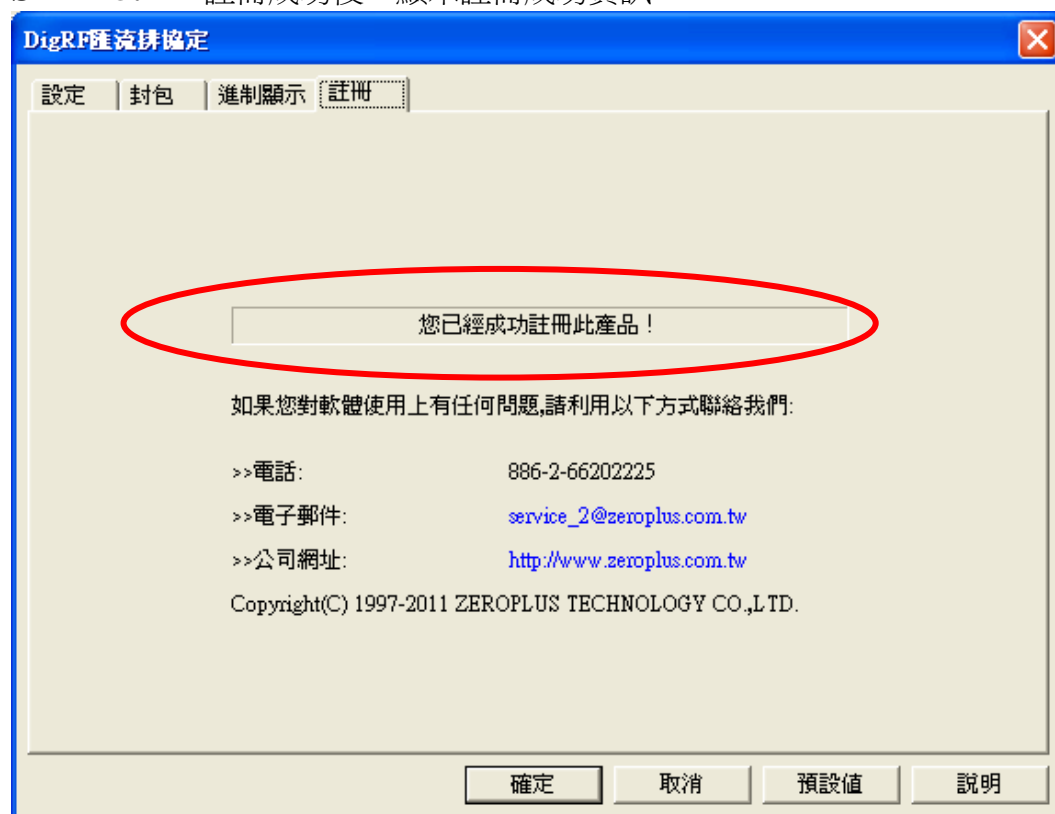 DigRF匯流排協定
設定 封包 進制顯示 註冊
您已經成功註冊此產品！
如果您對軟體使用上有任何問題,請利用以下方式聯絡我們:
>>電話: 886-2-66202225
>>電子郵件: service_2@zeroplus.com.tw
>>公司網址: http://www.zeroplus.com.tw
Copyright(C) 1997-2011 ZEROPLUS TECHNOLOGY CO.,LTD.
確定 取消 預設值 說明